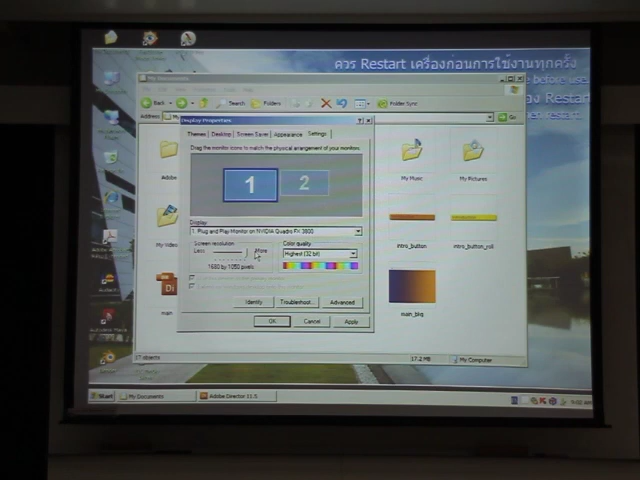 ควร Restart เครื่องก่อนการใช้งานทุกครั้ง
before use
My Documents
Back
Search
Folders
Folder Sync
Address
Go
Display Properties
Themes
Desktop
Screen Saver
Appearance
Settings
Drag the monitor icons to match the physical arrangement of your monitors.
1
2
Display:
1. Plug and Play Monitor on NVIDIA Quadro FX 3800
Screen resolution
Less
More
1680 by 1050 pixels
Color quality
Highest (32 bit)
Identify
Troubleshoot...
Advanced
OK
Cancel
Apply
Adobe
My Music
My Pictures
My Video
intro_button
intro_button_roll
Di
main
main_bkg
17 objects
17.2 MB
My Computer
Start
My Documents
Adobe Director 11.5